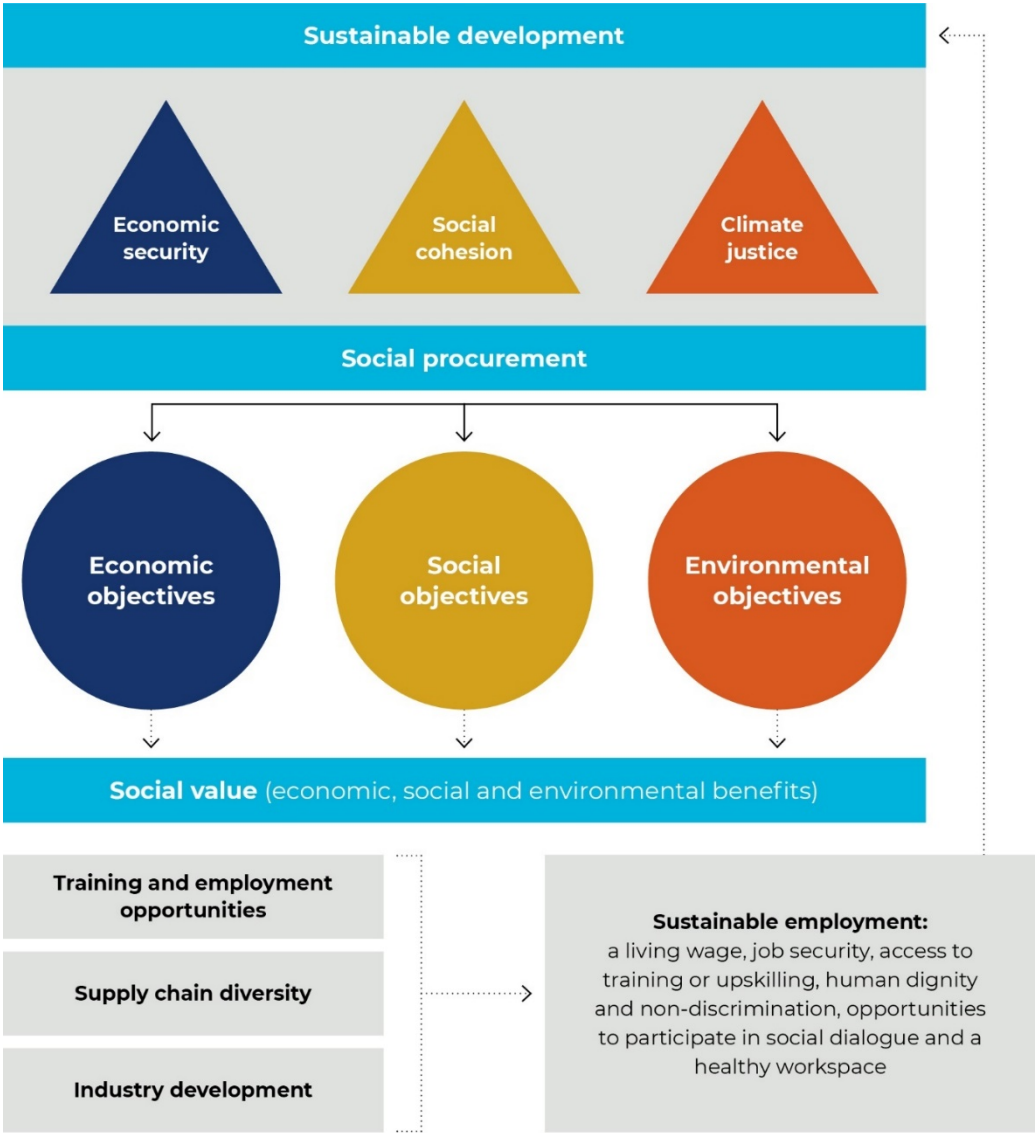 Sustainable development
Economic
security
Social
cohesion
Climate
justice
Social procurement
Economic
objectives
Social
objectives
Environmental
objectives
Social value (economic, social and environmental benefits)
Training and employment
opportunities
Supply chain diversity
Industry development
Sustainable employment:
a living wage, job security, access to
training or upskilling, human dignity
and non-discrimination, opportunities
to participate in social dialogue and a
healthy workspace